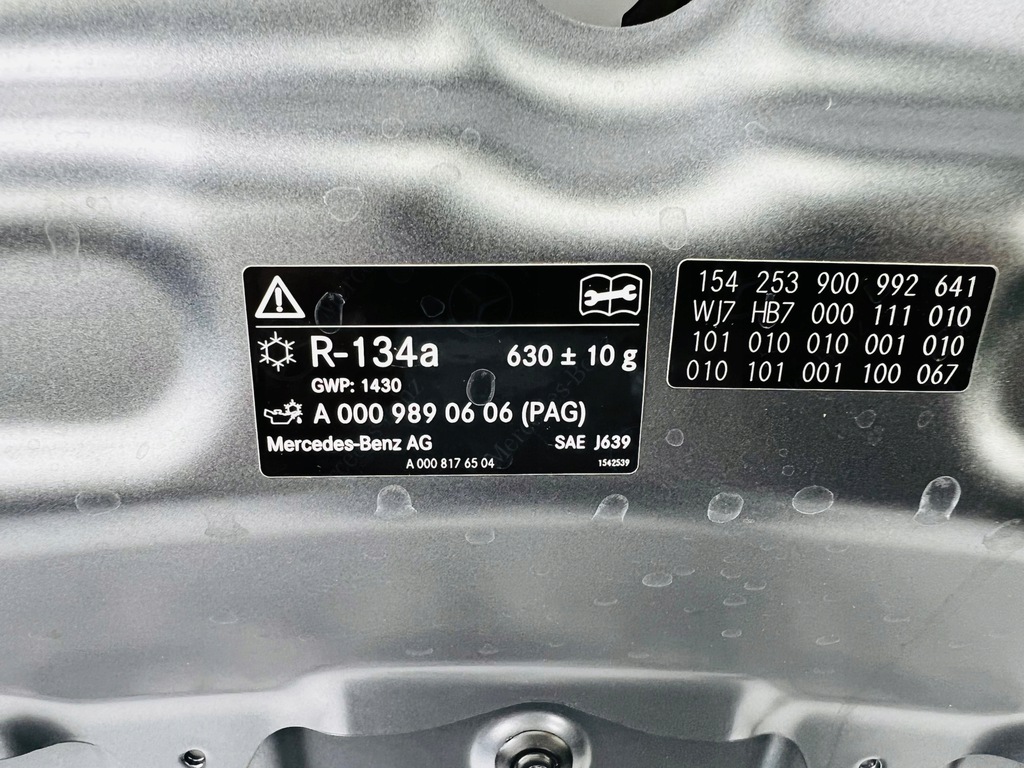 R-134a 630 ± 10 g
GWP: 1430
A 000 989 06 06 (PAG)
Mercedes-Benz AG SAE J639
A 000 817 65 04 1542539
154 253 900 992 641
WJ7 HB7 000 111 010
101 010 010 001 010
010 101 001 100 067